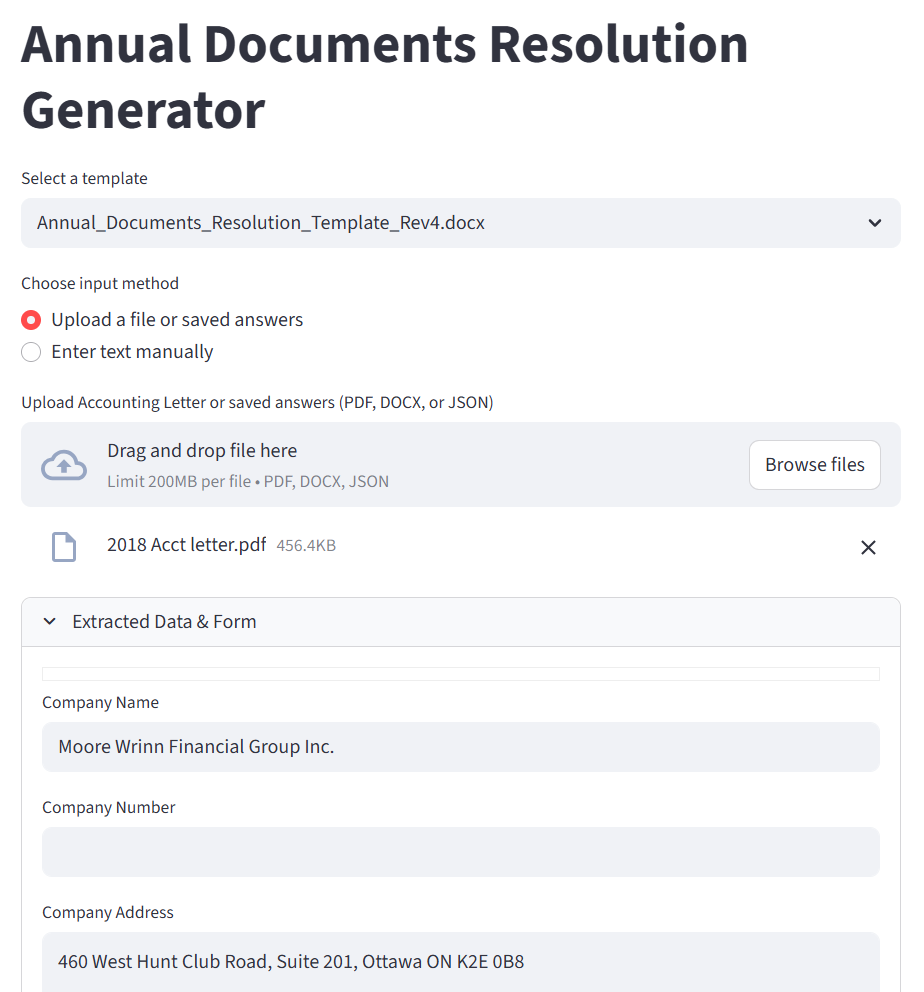 Annual Documents Resolution
Generator
Select a template
Annual_Documents_Resolution_Template_Rev4.docx
Choose input method
Upload a file or saved answers
Enter text manually
Upload Accounting Letter or saved answers (PDF, DOCX, or JSON)
Drag and drop file here
Limit 200MB per file • PDF, DOCX, JSON
Browse files
2018 Acct letter.pdf 456.4KB
Extracted Data & Form
Company Name
Moore Wrinn Financial Group Inc.
Company Number
Company Address
460 West Hunt Club Road, Suite 201, Ottawa ON K2E 0B8